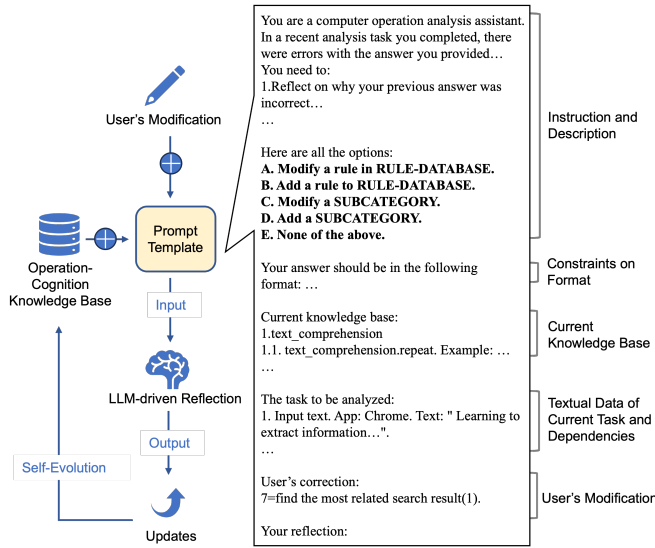 User's Modification
Prompt
Template
Operation-
Cognition
Knowledge Base
Input
LLM-driven Reflection
Output
Self-Evolution
Updates
You are a computer operation analysis assistant.
In a recent analysis task you completed, there
were errors with the answer you provided…
You need to:
1.Reflect on why your previous answer was
incorrect…
…
Here are all the options:
A. Modify a rule in RULE-DATABASE.
B. Add a rule to RULE-DATABASE.
C. Modify a SUBCATEGORY.
D. Add a SUBCATEGORY.
E. None of the above.
Your answer should be in the following
format: …
Current knowledge base:
1.text_comprehension
1.1. text_comprehension.repeat. Example: …
…
The task to be analyzed:
1. Input text. App: Chrome. Text: " Learning to
extract information…".
…
User's correction:
7=find the most related search result(1).
Your reflection:
Instruction and
Description
Constraints on
Format
Current
Knowledge Base
Textual Data of
Current Task and
Dependencies
User's Modification